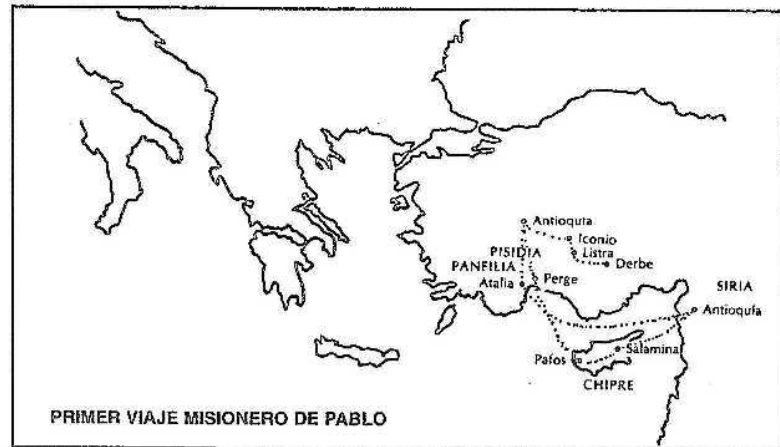 Antioquía
Iconio
PISIDIA
Listra
PANFILIA
Derbe
Perge
Atalia
SIRIA
Antioquía
Salamina
Pafos
CHIPRE
PRIMER VIAJE MISIONERO DE PABLO